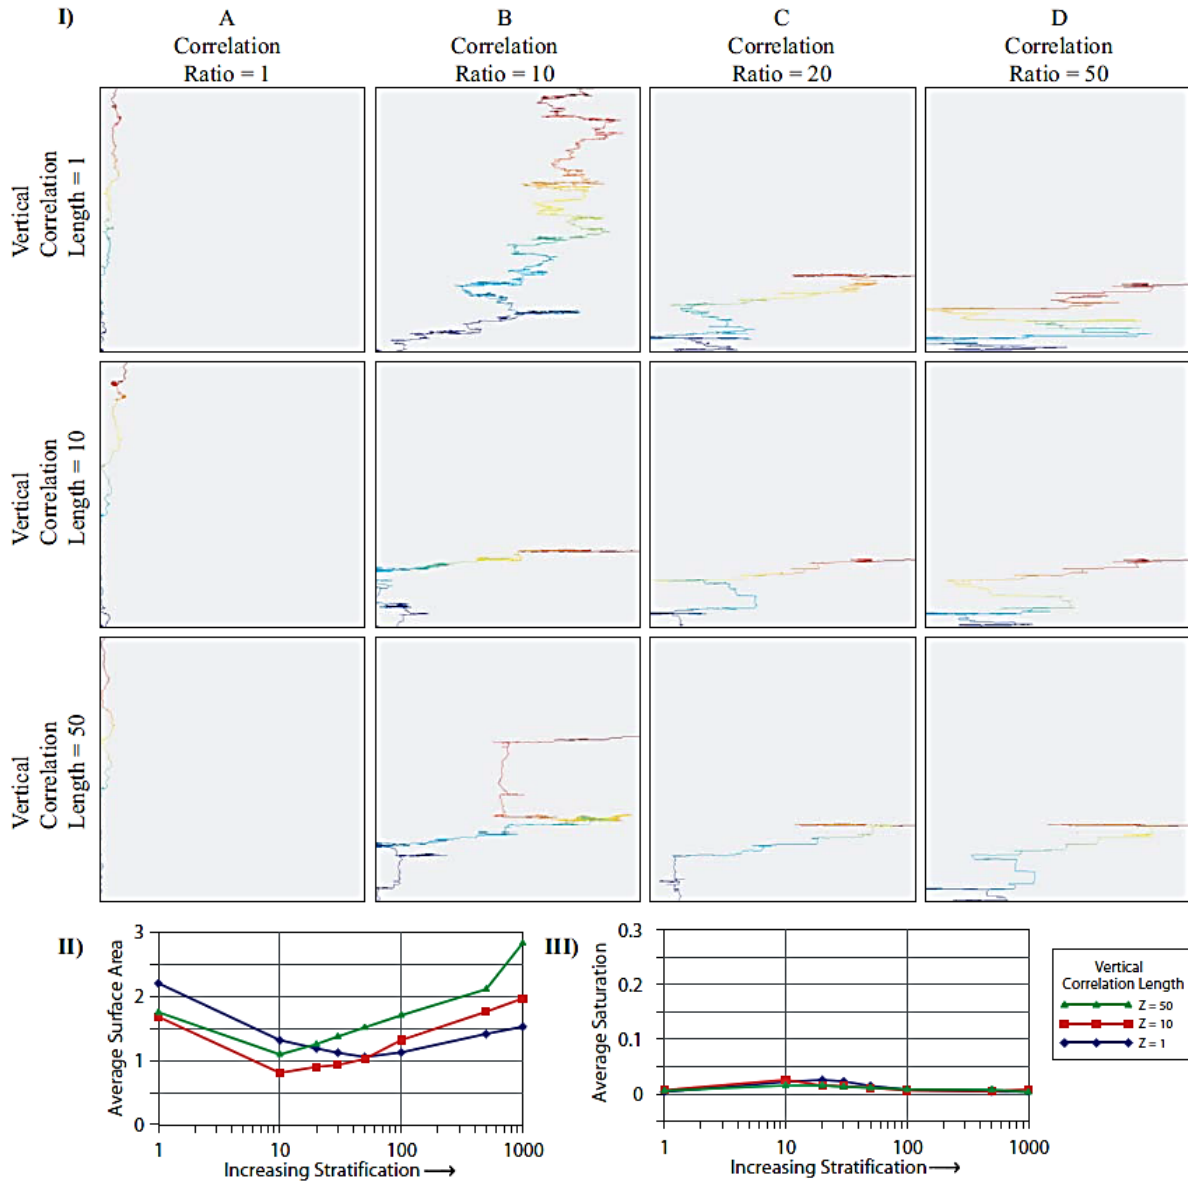 I)
A
Correlation
Ratio = 1
B
Correlation
Ratio = 10
C
Correlation
Ratio = 20
D
Correlation
Ratio = 50
Vertical
Correlation
Length = 1
Vertical
Correlation
Length = 10
Vertical
Correlation
Length = 50
II)
Average Surface Area
3
2
1
0
1
10
100
1000
Increasing Stratification →
III)
Average Saturation
0.3
0.2
0.1
0
1
10
100
1000
Increasing Stratification →
Vertical
Correlation Length
Z = 50
Z = 10
Z = 1